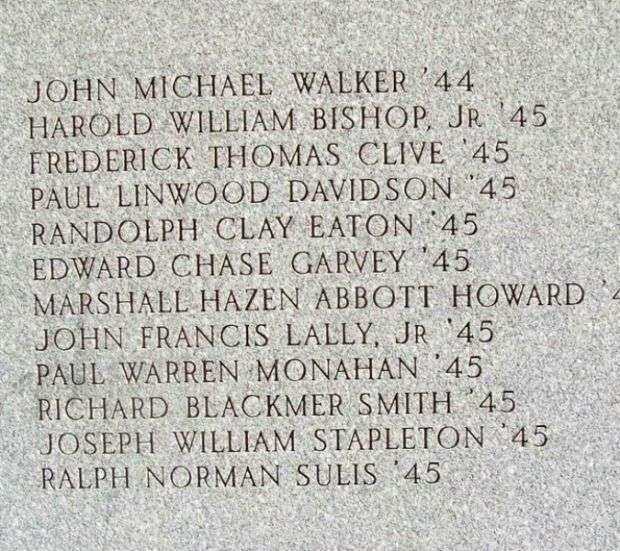 JOHN MICHAEL WALKER '44
HAROLD WILLIAM BISHOP, JR '45
FREDERICK THOMAS CLIVE '45
PAUL LINWOOD DAVIDSON '45
RANDOLPH CLAY EATON '45
EDWARD CHASE GARVEY '45
MARSHALL HAZEN ABBOTT HOWARD
JOHN FRANCIS LALLY, JR '45
PAUL WARREN MONAHAN '45
RICHARD BLACKMER SMITH '45
JOSEPH WILLIAM STAPLETON '45
RALPH NORMAN SULIS '45